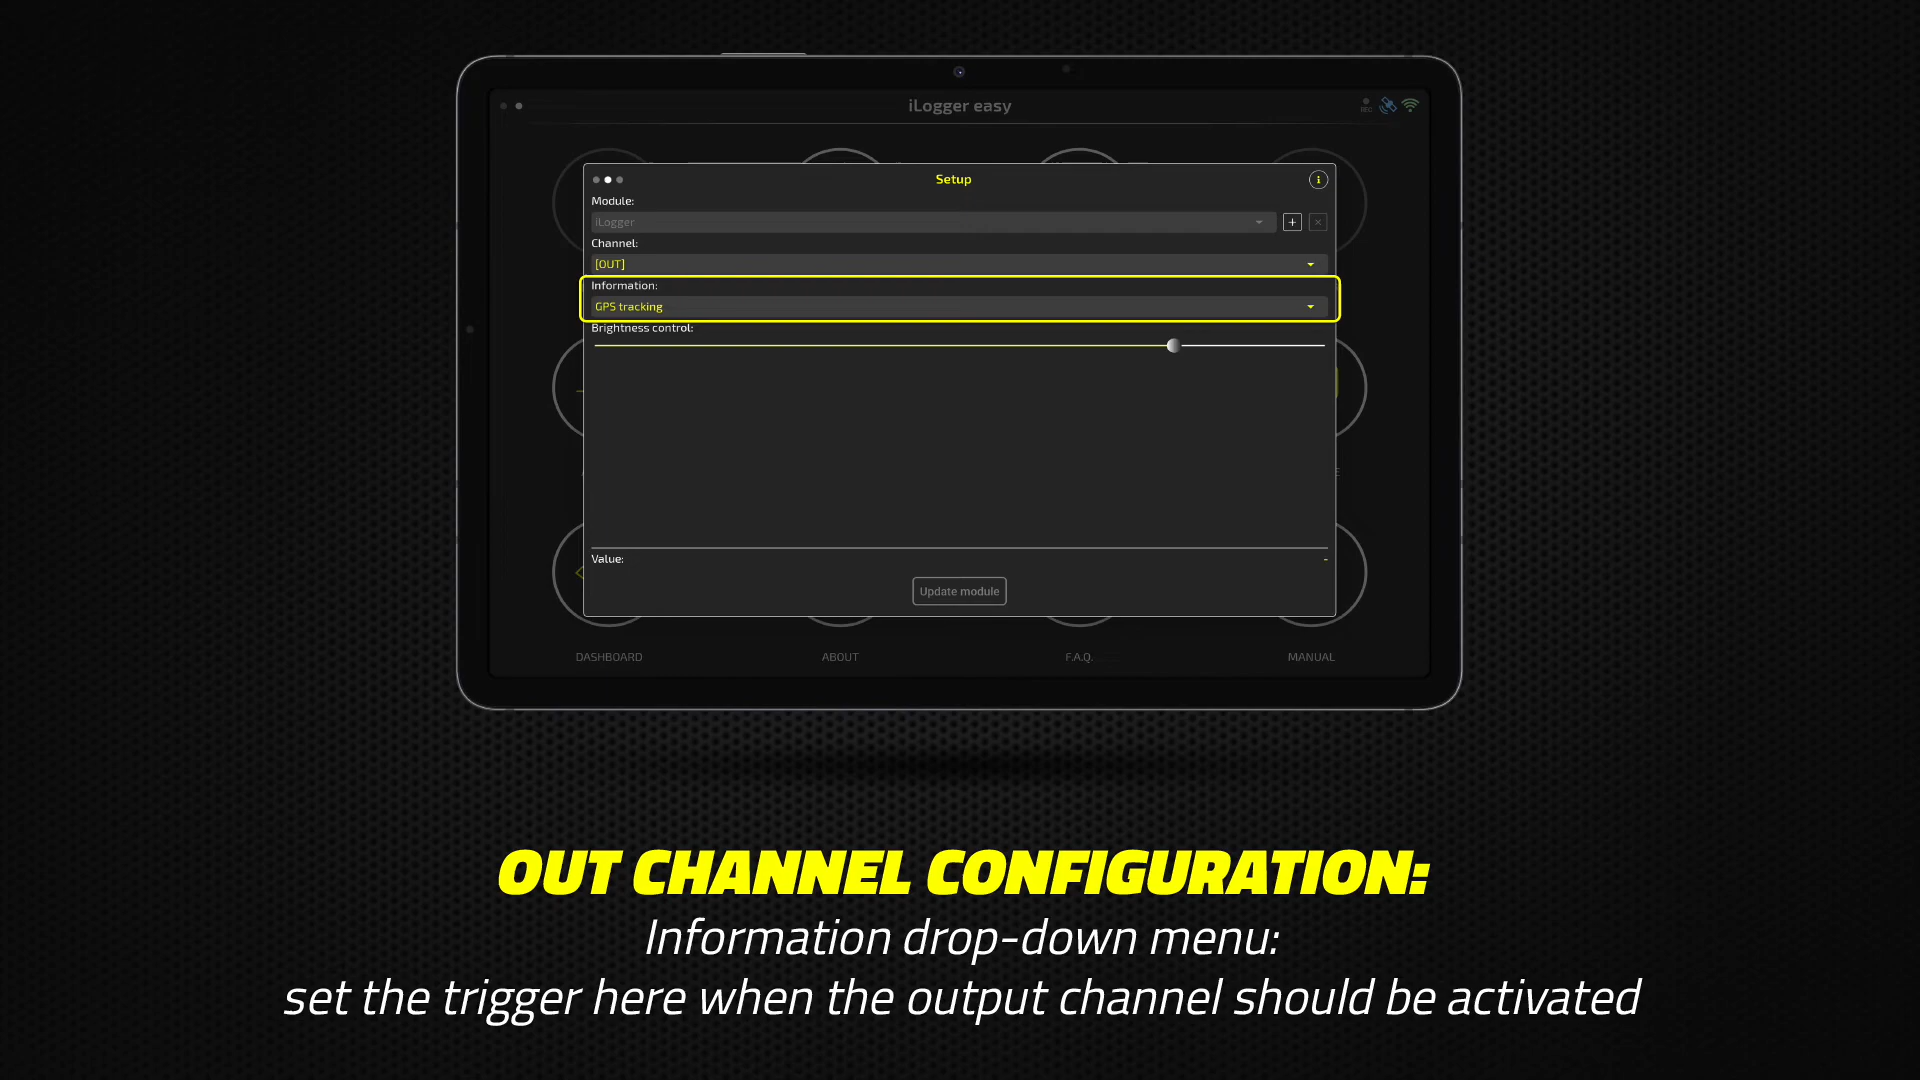 iLogger easy
REC
Setup
i
Module:
iLogger
Channel:
[OUT]
Information:
GPS tracking
Brightness control:
Value:
-
Update module
DASHBOARD
ABOUT
F.A.Q.
MANUAL
OUT CHANNEL CONFIGURATION:
Information drop-down menu:
set the trigger here when the output channel should be activated